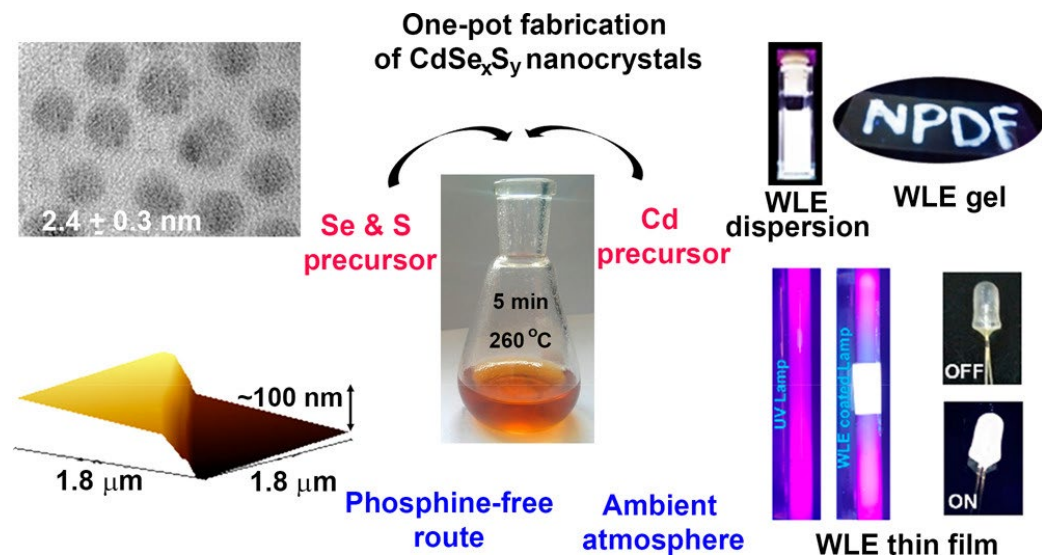 One-pot fabrication
of CdSeₓSᵧ nanocrystals
2.4 ± 0.3 nm
Se & S
precursor
Cd
precursor
5 min
260 °C
WLE
dispersion
NPDF
WLE gel
~100 nm
1.8 μm
1.8 μm
Phosphine-free
route
Ambient
atmosphere
UV Lamp
WLE coated Lamp
OFF
ON
WLE thin film